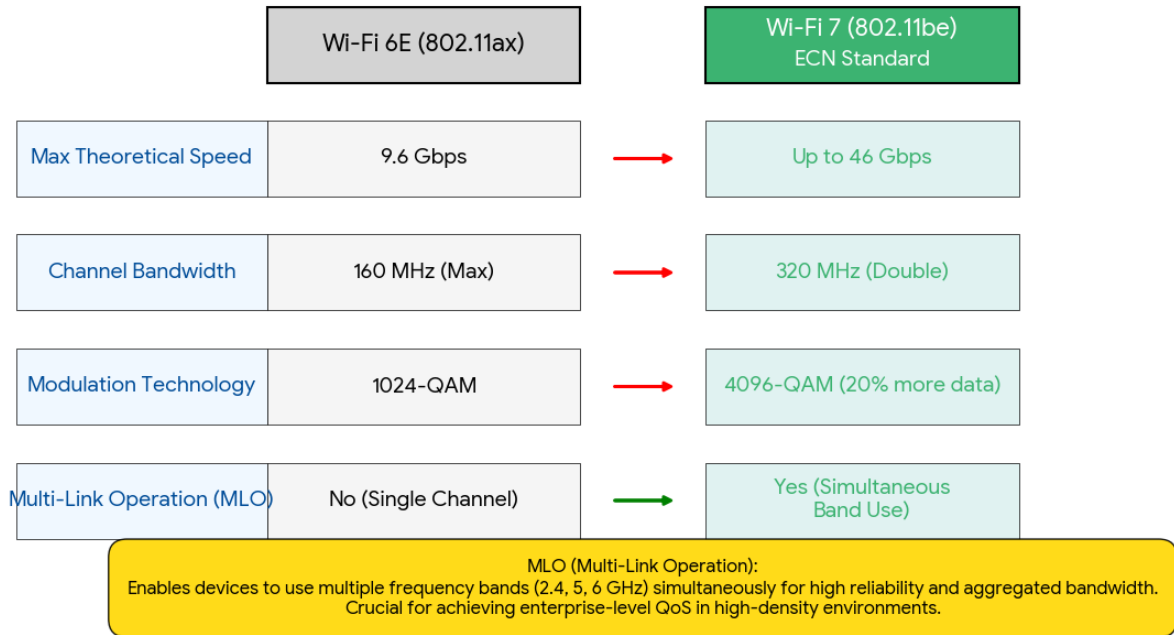 Wi-Fi 6E (802.11ax)
Wi-Fi 7 (802.11be)
ECN Standard
Max Theoretical Speed
9.6 Gbps
Up to 46 Gbps
Channel Bandwidth
160 MHz (Max)
320 MHz (Double)
Modulation Technology
1024-QAM
4096-QAM (20% more data)
Multi-Link Operation (MLO)
No (Single Channel)
Yes (Simultaneous
Band Use)
MLO (Multi-Link Operation):
Enables devices to use multiple frequency bands (2.4, 5, 6 GHz) simultaneously for high reliability and aggregated bandwidth.
Crucial for achieving enterprise-level QoS in high-density environments.